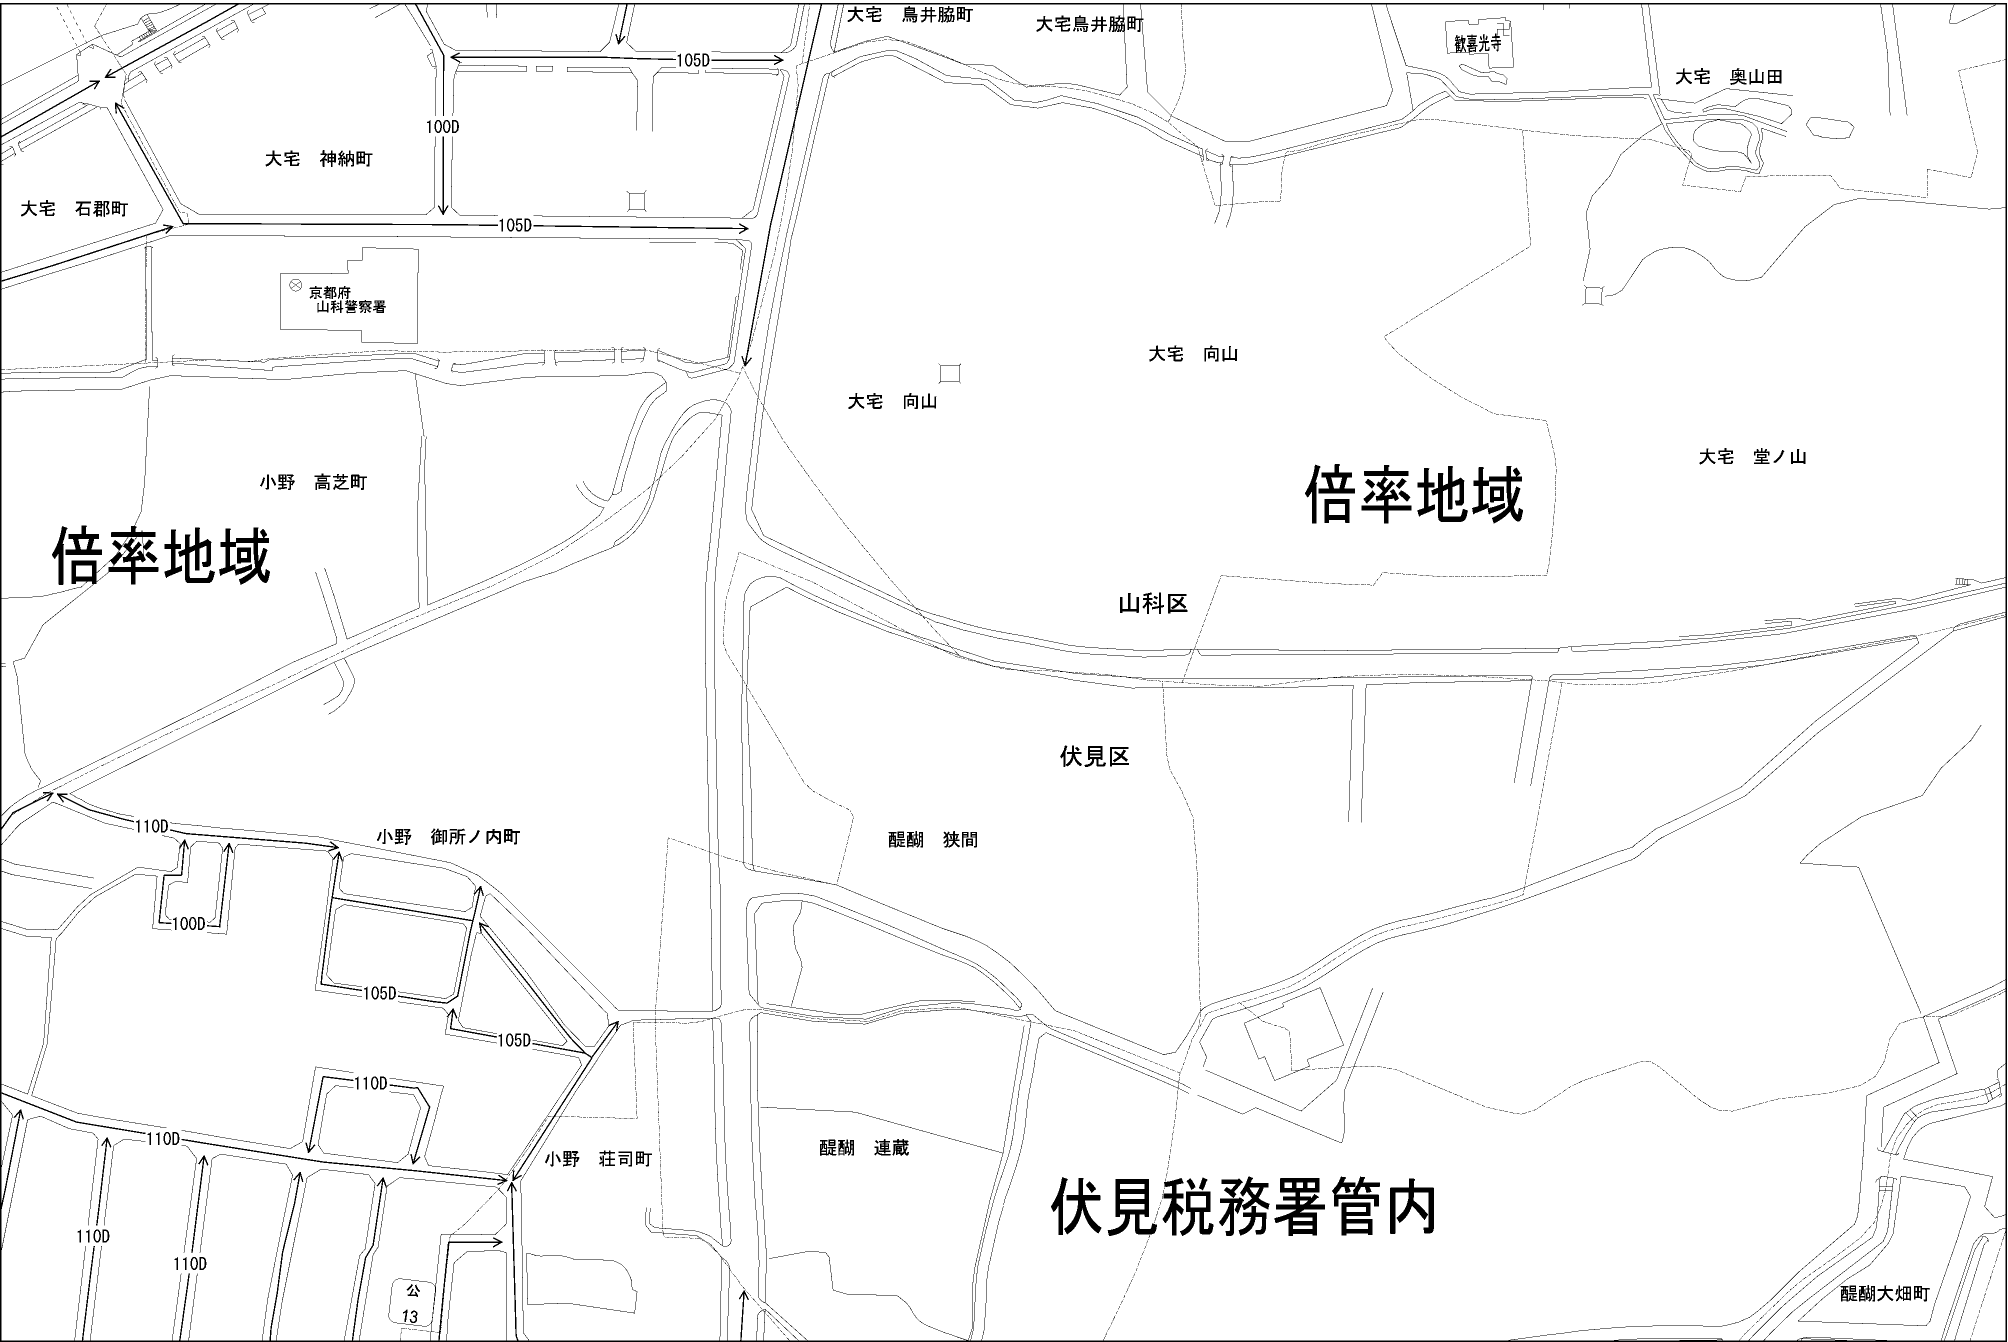 大宅　鳥井脇町
大宅鳥井脇町
歓喜光寺
大宅　奥山田
105D
100D
大宅　神納町
大宅　石郡町
105D
京都府
山科警察署
大宅　向山
大宅　向山
大宅　堂ノ山
小野　高芝町
倍率地域
倍率地域
山科区
伏見区
110D
小野　御所ノ内町
醍醐　狭間
100D
105D
105D
110D
110D
小野　荘司町
醍醐　連蔵
伏見税務署管内
110D
110D
公
13
醍醐大畑町